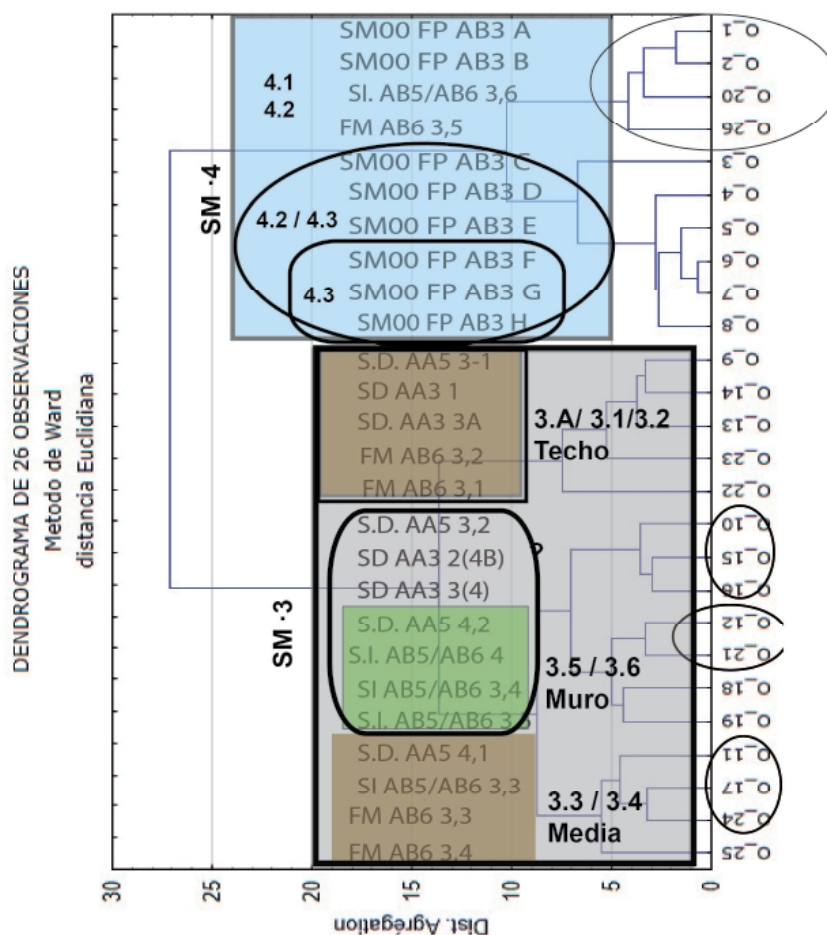 DENDROGRAMA DE 26 OBSERVACIONES
Metodo de Ward
distancia Euclidiana
SM ·4
4.1
4.2
SM00 FP AB3 A
SM00 FP AB3 B
SI. AB5/AB6 3,6
FM AB6 3,5
SM00 FP AB3 C
SM00 FP AB3 D
4.2 / 4.3
SM00 FP AB3 E
SM00 FP AB3 F
4.3
SM00 FP AB3 G
SM00 FP AB3 H
SM ·3
S.D. AA5 3-1
SD AA3 1
SD. AA3 3A
FM AB6 3,2
FM AB6 3,1
3.A/ 3.1/3.2
Techo
S.D. AA5 3,2
SD AA3 2(4B)
SD AA3 3(4)
S.D. AA5 4,2
S.I. AB5/AB6 4
SI AB5/AB6 3,4
S.I. AB5/AB6 3,5
3.5 / 3.6
Muro
S.D. AA5 4,1
SI AB5/AB6 3,3
FM AB6 3,3
FM AB6 3,4
3.3 / 3.4
Media
O_1
O_2
O_20
O_26
O_3
O_4
O_5
O_6
O_7
O_8
O_9
O_14
O_13
O_23
O_22
O_10
O_15
O_16
O_12
O_21
O_18
O_19
O_11
O_17
O_24
O_25
30
25
20
15
10
5
0
Dist. Agrégation